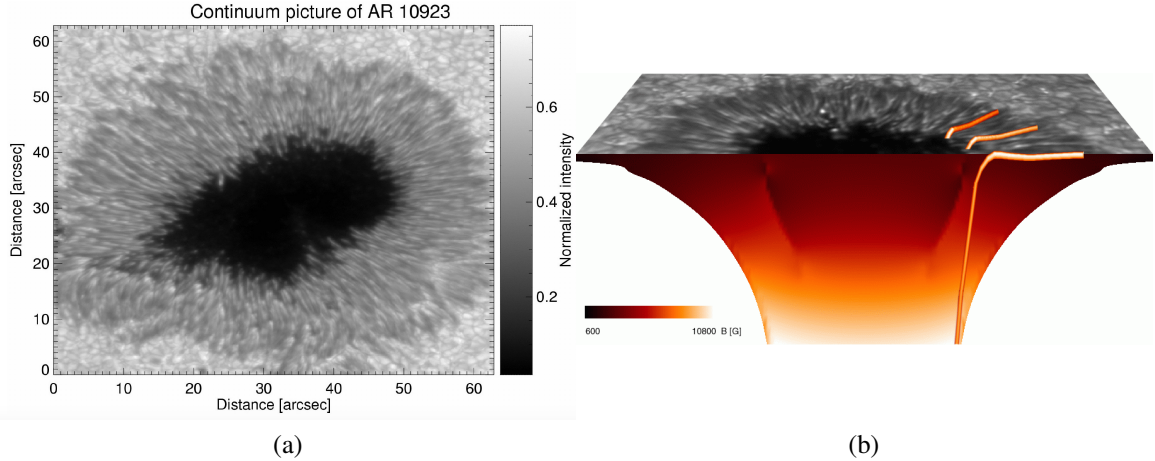 Continuum picture of AR 10923
60
50
40
30
20
10
0
Distance [arcsec]
0 10 20 30 40 50 60
Distance [arcsec]
0.6
0.4
0.2
Normalized intensity
(a)
600 10800 B [G]
(b)